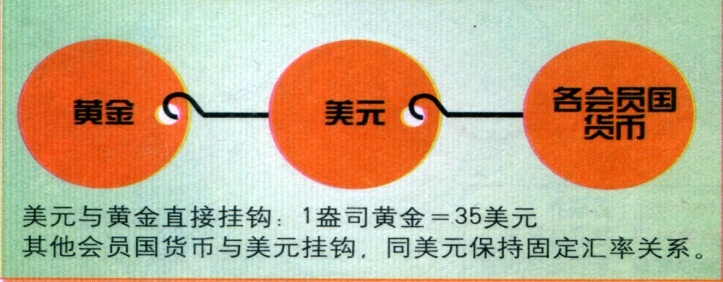 黄金
美元
各会员国
货币
美元与黄金直接挂钩：1盎司黄金＝35美元
其他会员国货币与美元挂钩，同美元保持固定汇率关系。